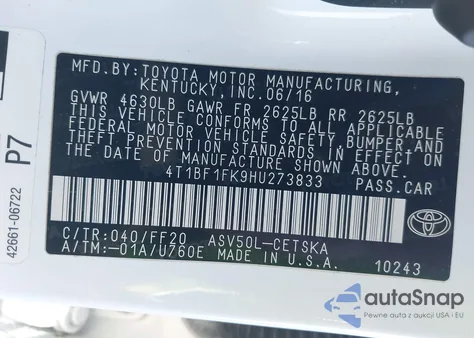 MFD.BY:TOYOTA MOTOR MANUFACTURING,
KENTUCKY,INC.06/16
GVWR 4630LB GAWR FR 2625LB RR 2625LB
THIS VEHICLE CONFORMS TO ALL APPLICABLE
FEDERAL MOTOR VEHICLE SAFETY,BUMPER,AND
THEFT PREVENTION STANDARDS IN EFFECT ON
THE DATE OF MANUFACTURE SHOWN ABOVE.
4T1BF1FK9HU273833 PASS.CAR
C/TR:040/FF20 ASV50L-CETSKA
A/TM:-01A/U760E MADE IN U.S.A. 10243
TOYOTA
P7
42661-06722
autoSnap
Pewne auta z aukcji USA i EU